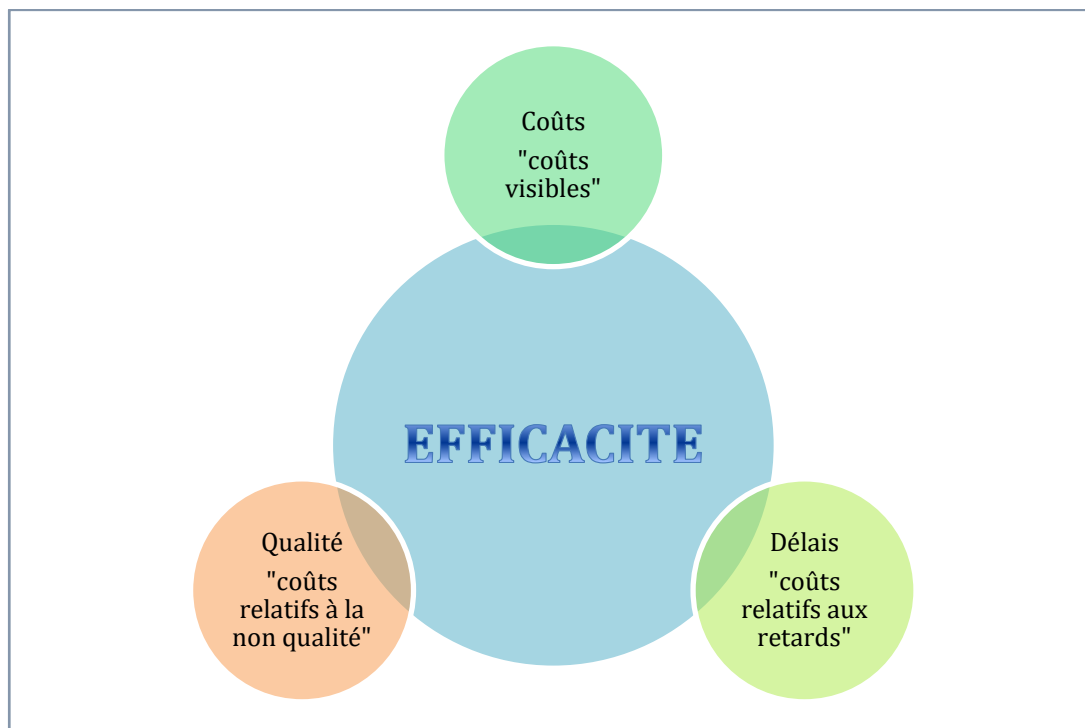 Coûts
"coûts
visibles"
EFFICACITE
Qualité
"coûts
relatifs à la
non qualité"
Délais
"coûts
relatifs aux
retards"